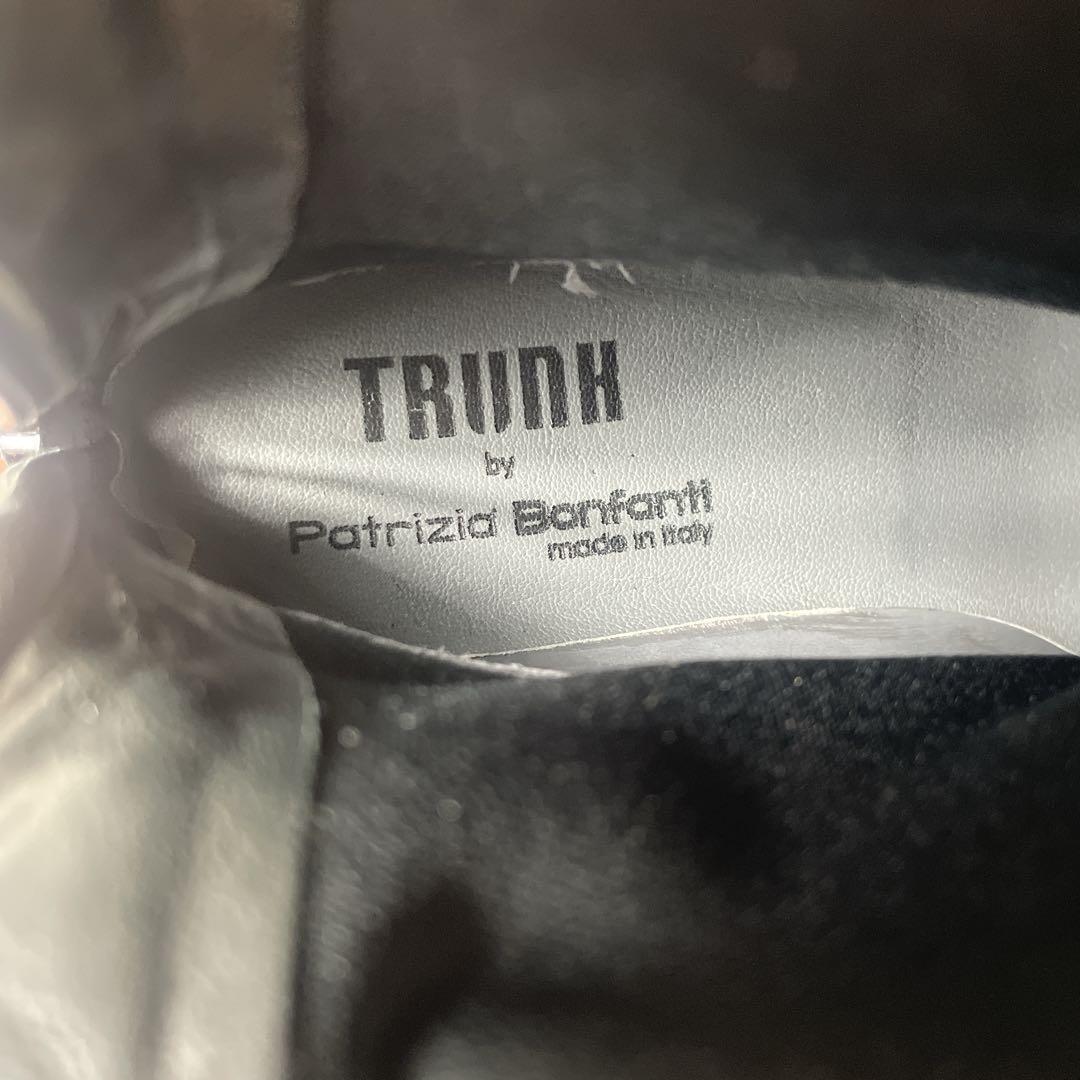 TRUNK
by
Patrizia Bonfanti
made in italy